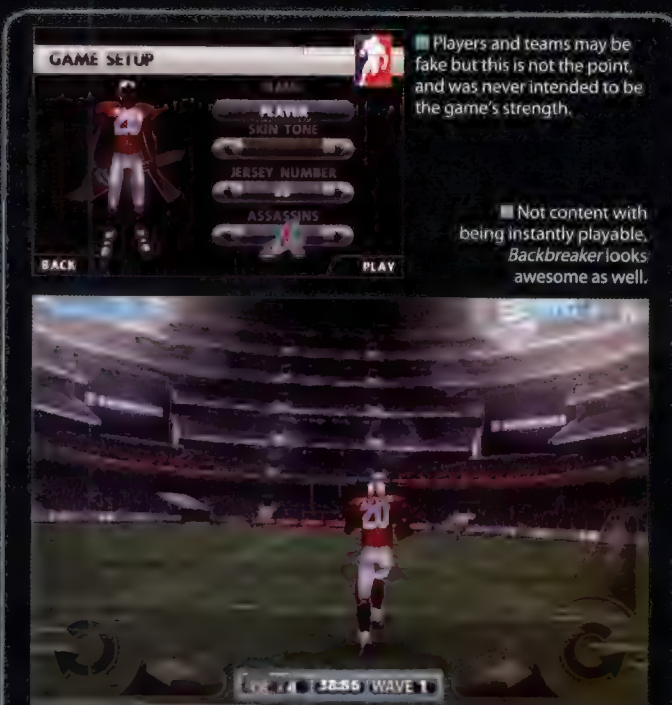 GAME SETUP
TEAM
PLAYER
SKIN TONE
JERSEY NUMBER
ASSASSINS
BACK
PLAY
Players and teams may be
fake but this is not the point,
and was never intended to be
the game's strength.
Not content with
being instantly playable,
Backbreaker looks
awesome as well.
20
WAVE 1